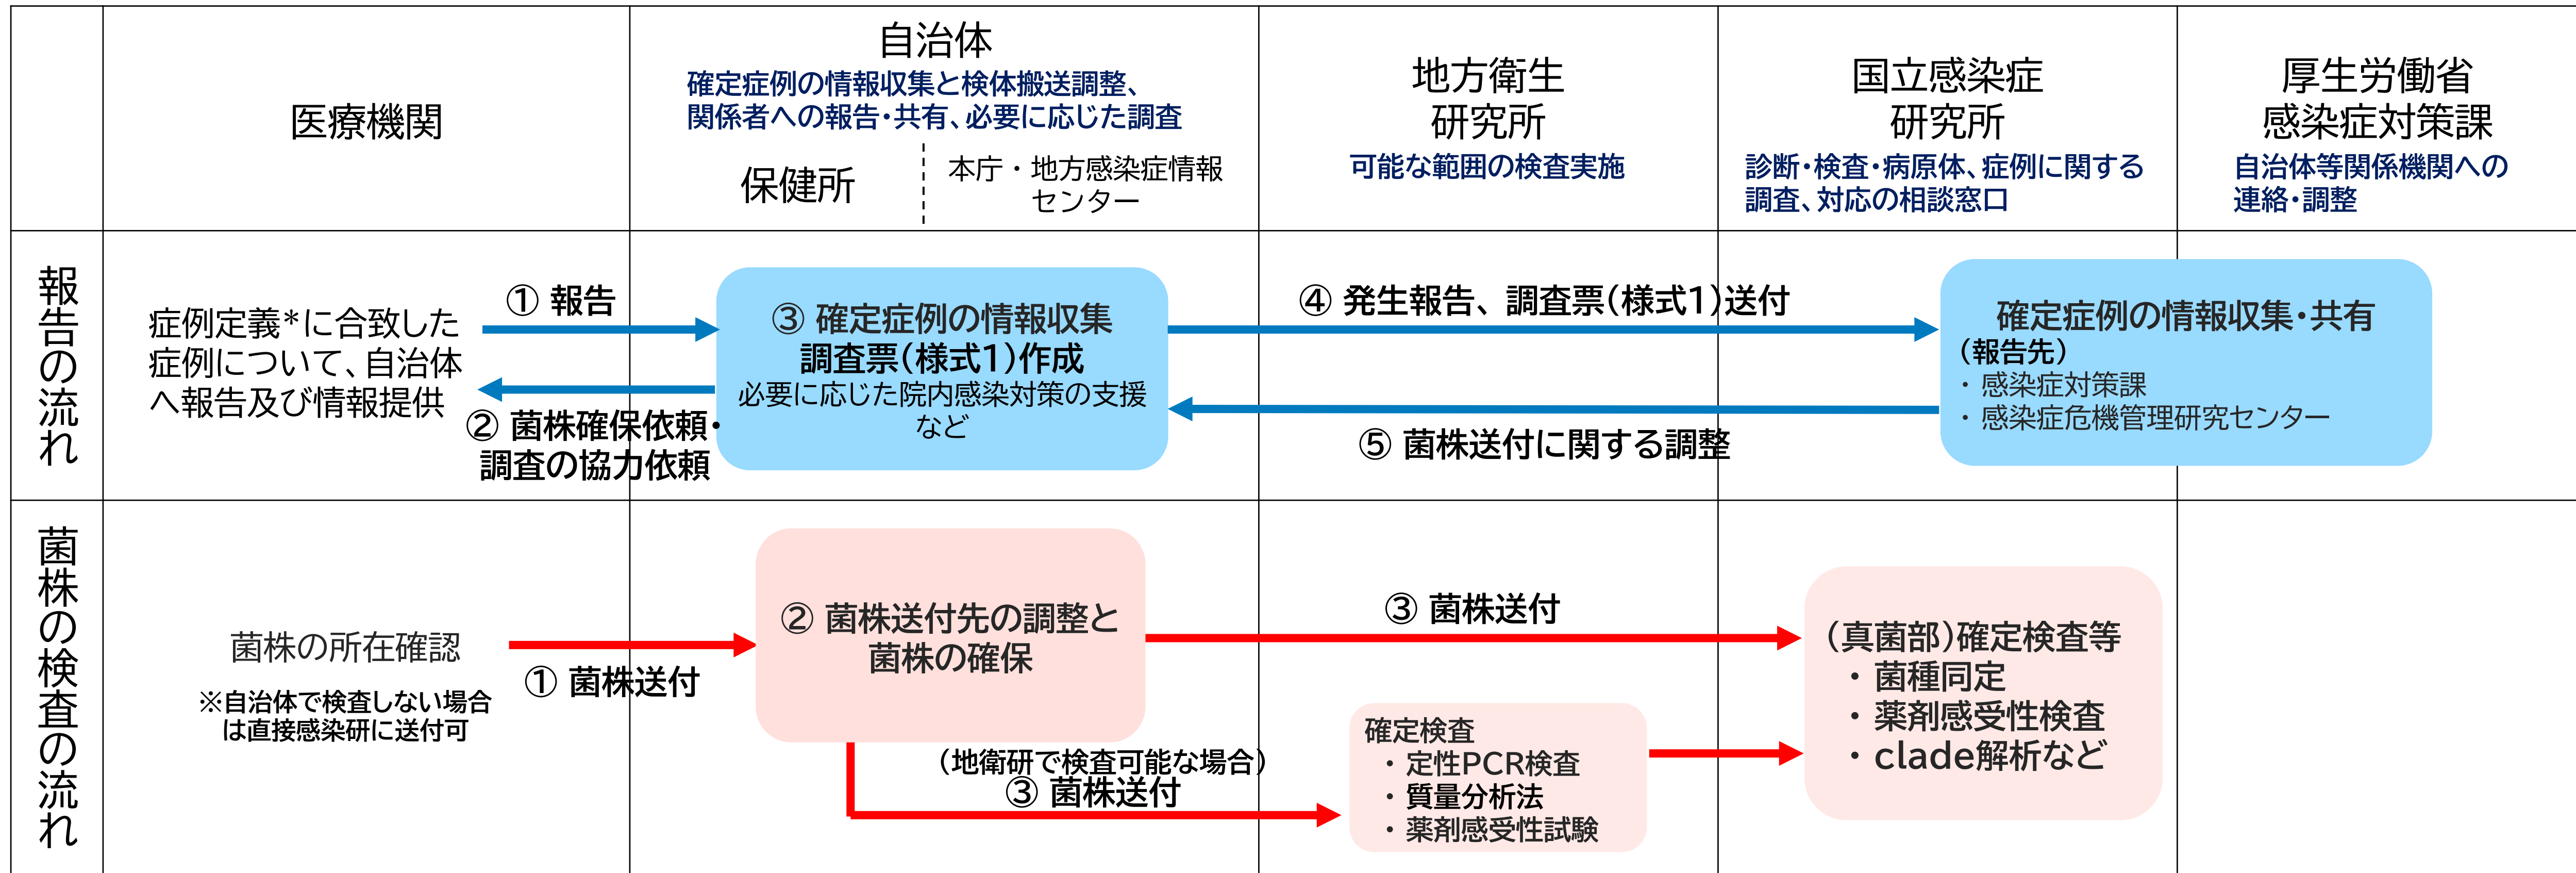 医療機関
自治体
確定症例の情報収集と検体搬送調整、
関係者への報告・共有、必要に応じた調査
保健所
本庁・地方感染症情報
センター
地方衛生
研究所
可能な範囲の検査実施
国立感染症
研究所
診断・検査・病原体、症例に関する
調査、対応の相談窓口
厚生労働省
感染症対策課
自治体等関係機関への
連絡・調整
報告の流れ
症例定義*に合致した
症例について、自治体
へ報告及び情報提供
① 報告
② 菌株確保依頼・
調査の協力依頼
③ 確定症例の情報収集
調査票(様式1)作成
必要に応じた院内感染対策の支援
など
④ 発生報告、調査票(様式1)送付
⑤ 菌株送付に関する調整
確定症例の情報収集・共有
(報告先)
・感染症対策課
・感染症危機管理研究センター
菌株の検査の流れ
菌株の所在確認
※自治体で検査しない場合
は直接感染研に送付可
① 菌株送付
② 菌株送付先の調整と
菌株の確保
③ 菌株送付
(地衛研で検査可能な場合)
③ 菌株送付
確定検査
・定性PCR検査
・質量分析法
・薬剤感受性試験
(真菌部)確定検査等
・菌種同定
・薬剤感受性検査
・clade解析など